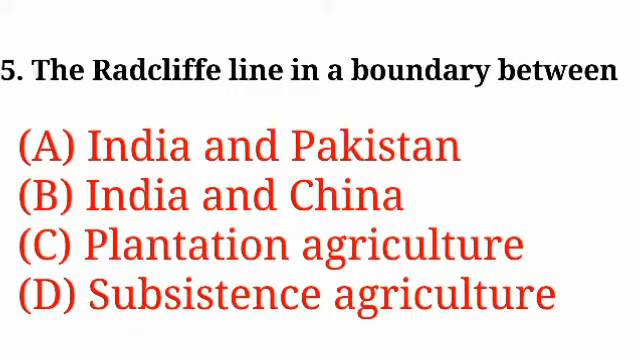 5. The Radcliffe line in a boundary between
(A) India and Pakistan
(B) India and China
(C) Plantation agriculture
(D) Subsistence agriculture